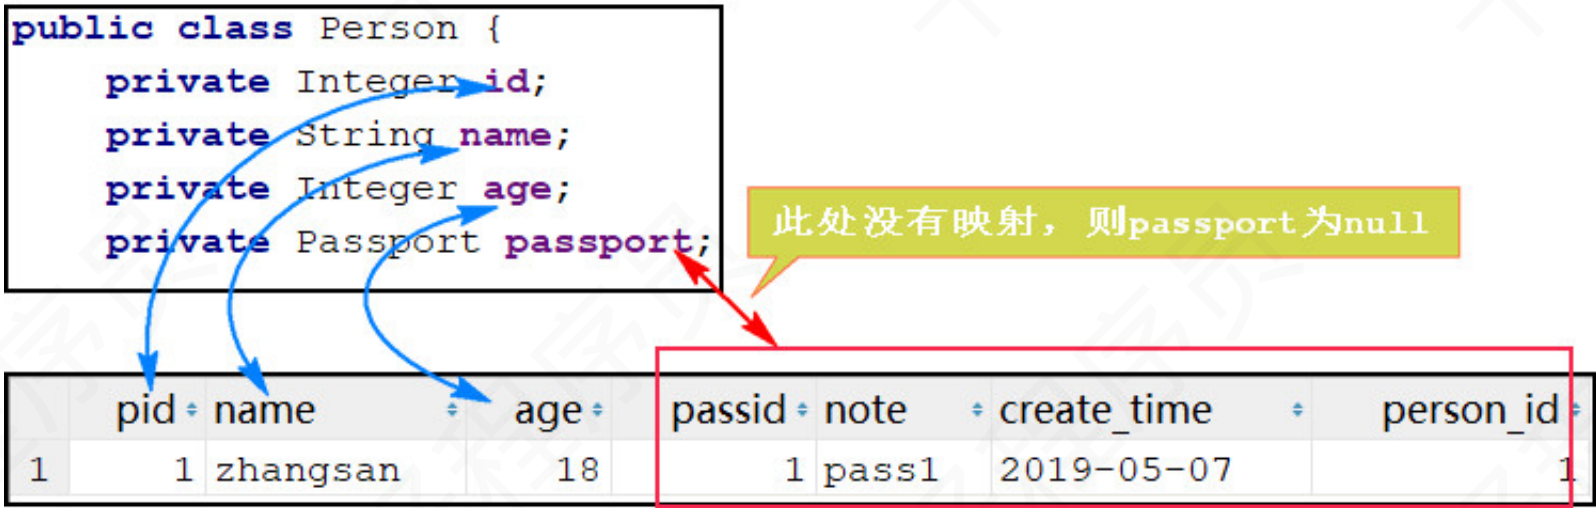 public class Person {
private Integer id;
private String name;
private Integer age;
private Passport passport;
此处没有映射，则passport为null
pid name age passid note create_time person_id
1 1 zhangsan 18 1 pass1 2019-05-07 1